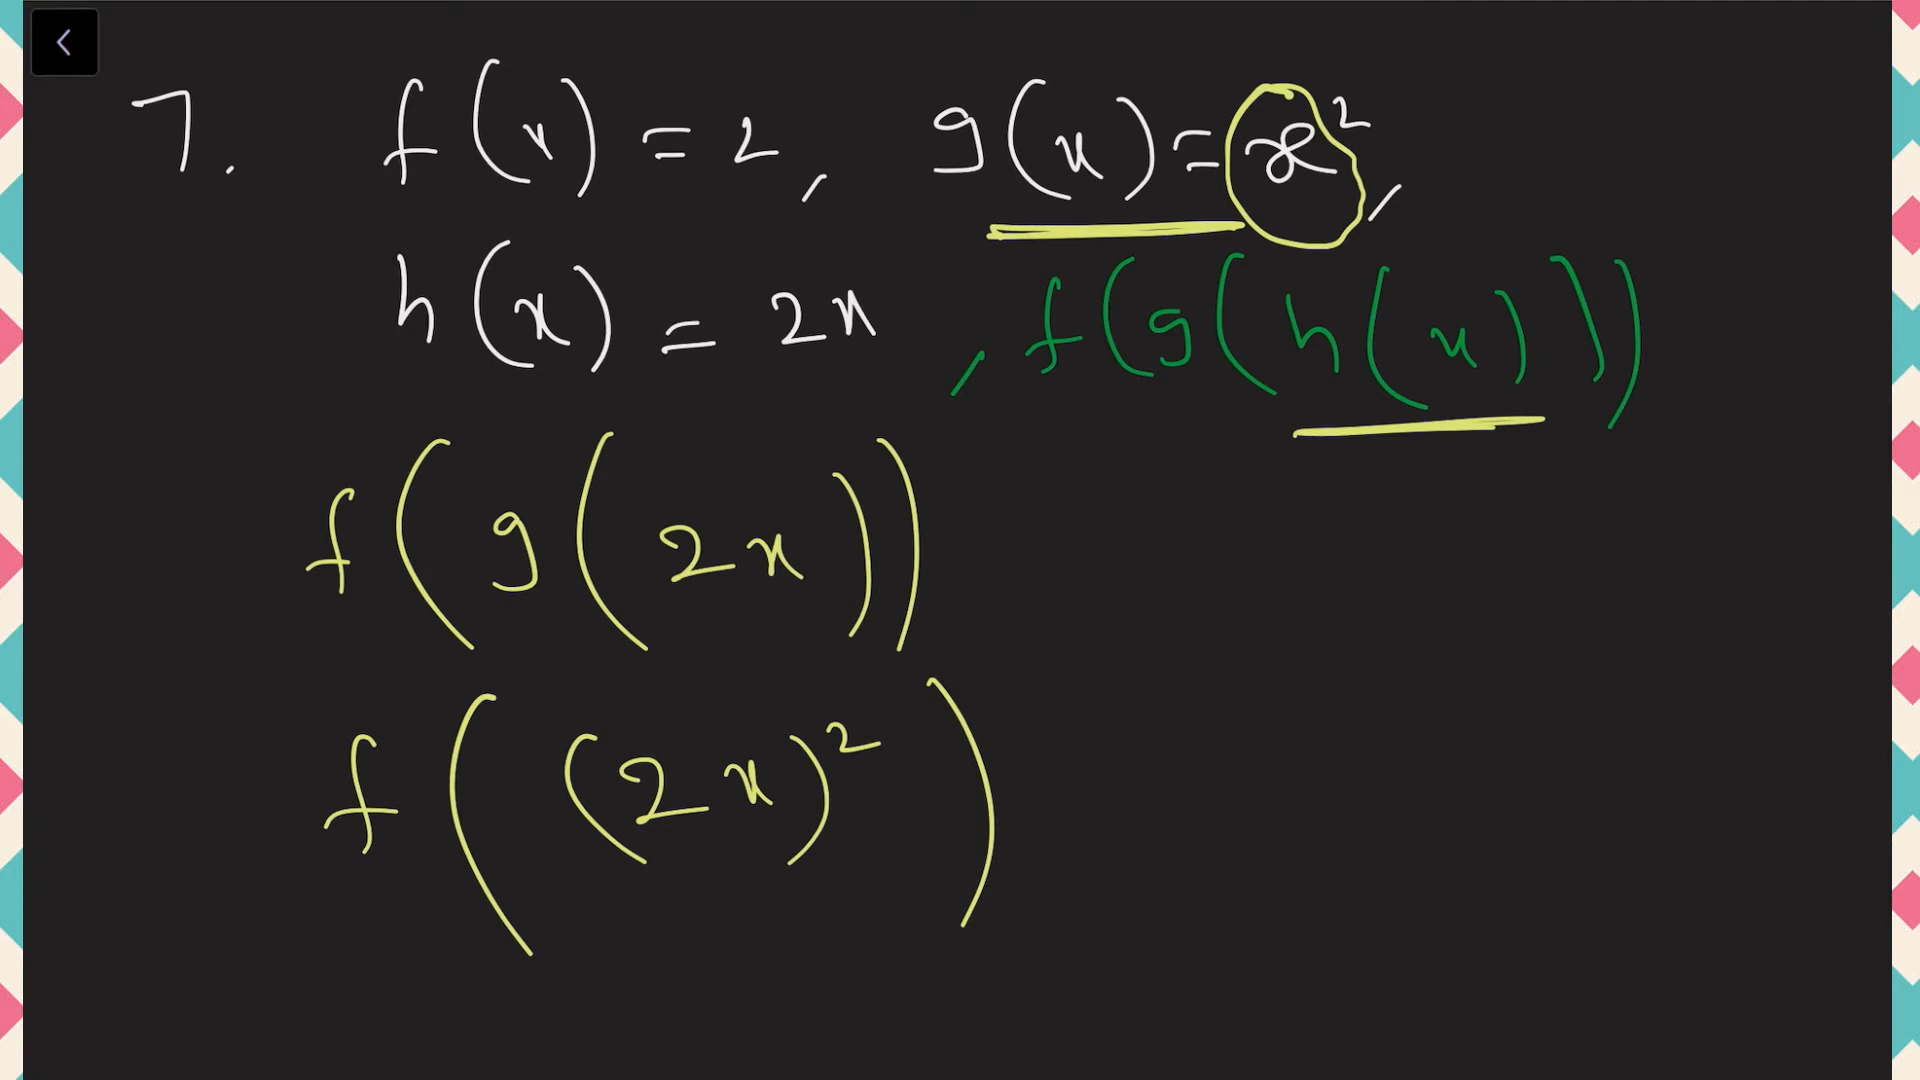 7. f(x) = 2, g(x) = x²,
h(x) = 2x, f(g(h(x)))
f(g(2x))
f((2x)²)